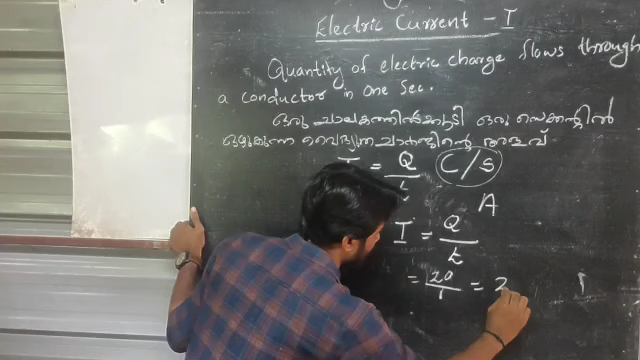 Electric Current - I
Quantity of electric charge flows through
a conductor in one Sec.
ഒരു ചാലകത്തിൽക്കൂടി ഒരു സെക്കന്റിൽ
ഒഴുകുന്ന വൈദ്യുത ചാർജ്ജിന്റെ അളവ്
I = Q/t C/S
A
I = Q/t
= 20/1 = 2